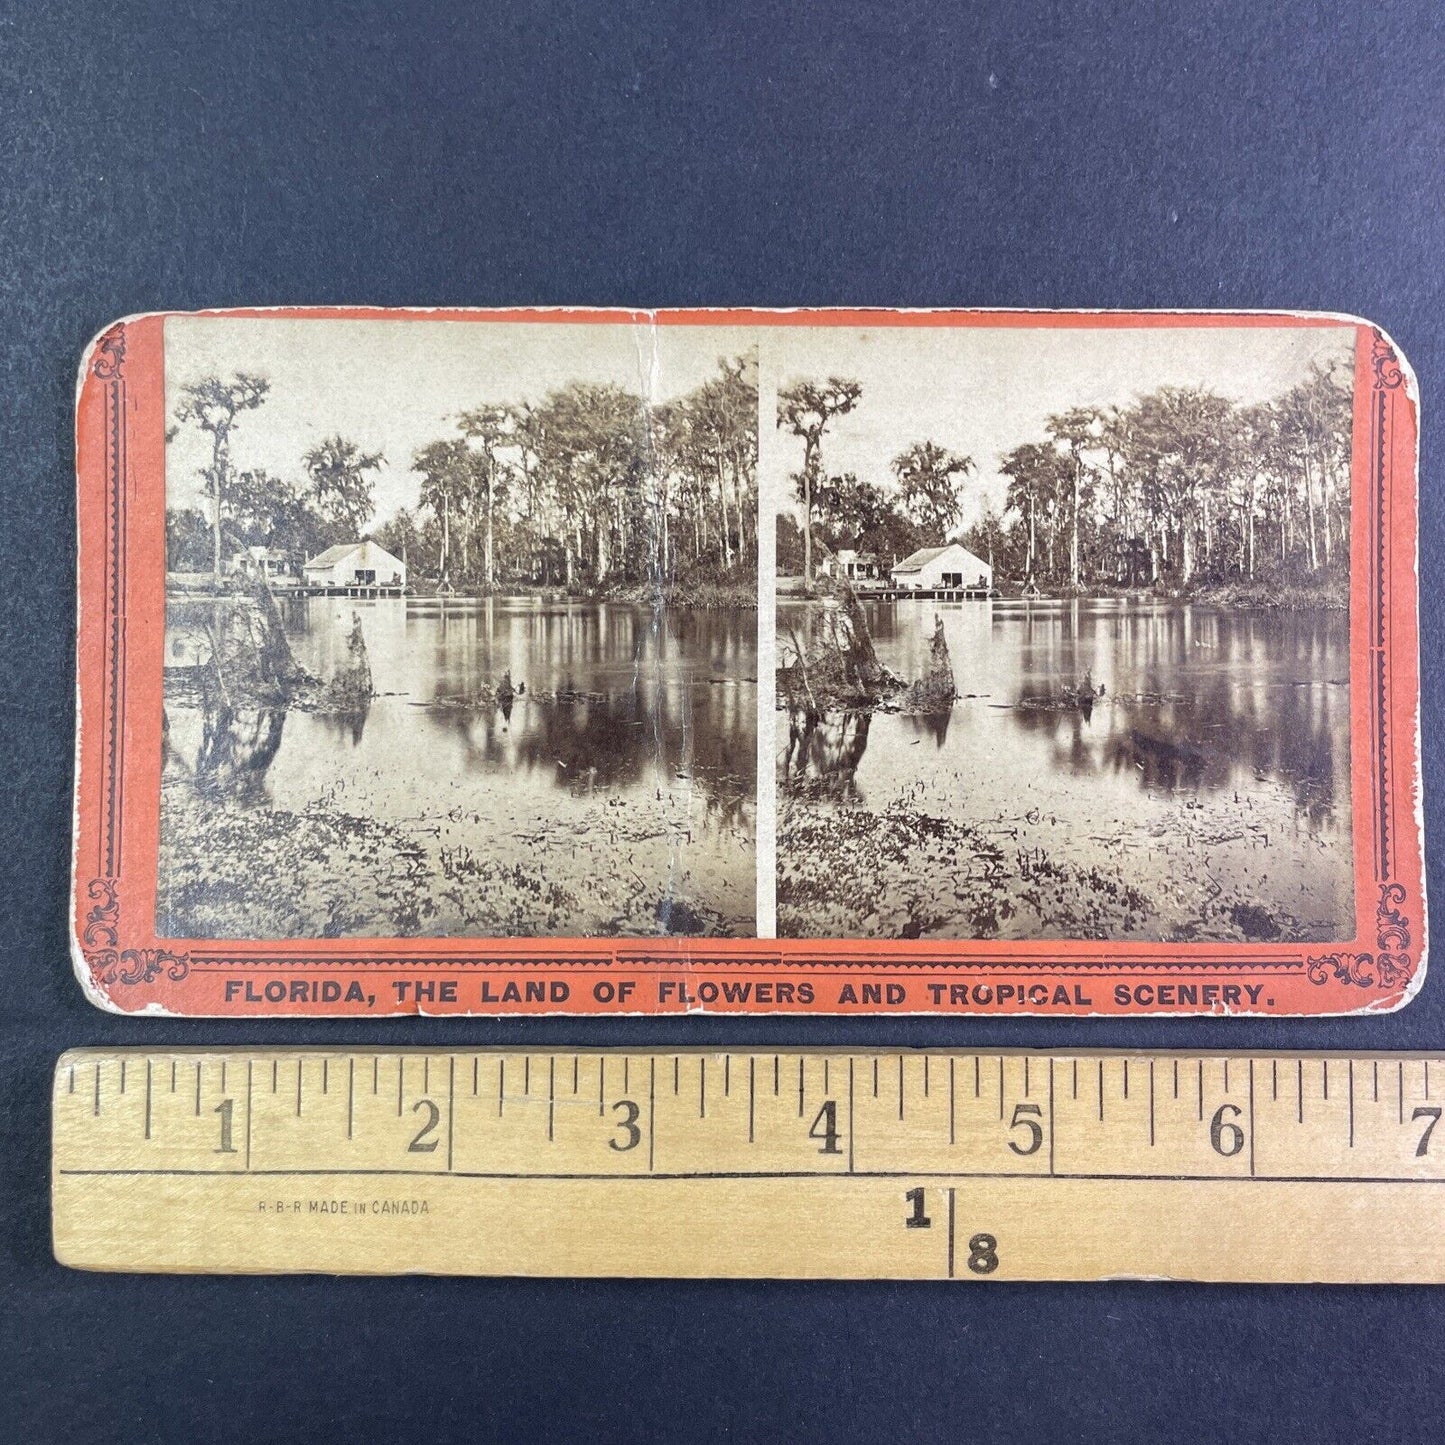 FLORIDA, THE LAND OF FLOWERS AND TROPICAL SCENERY.
1 2 3 4 5 6 7
R-B-R MADE IN CANADA
1
8